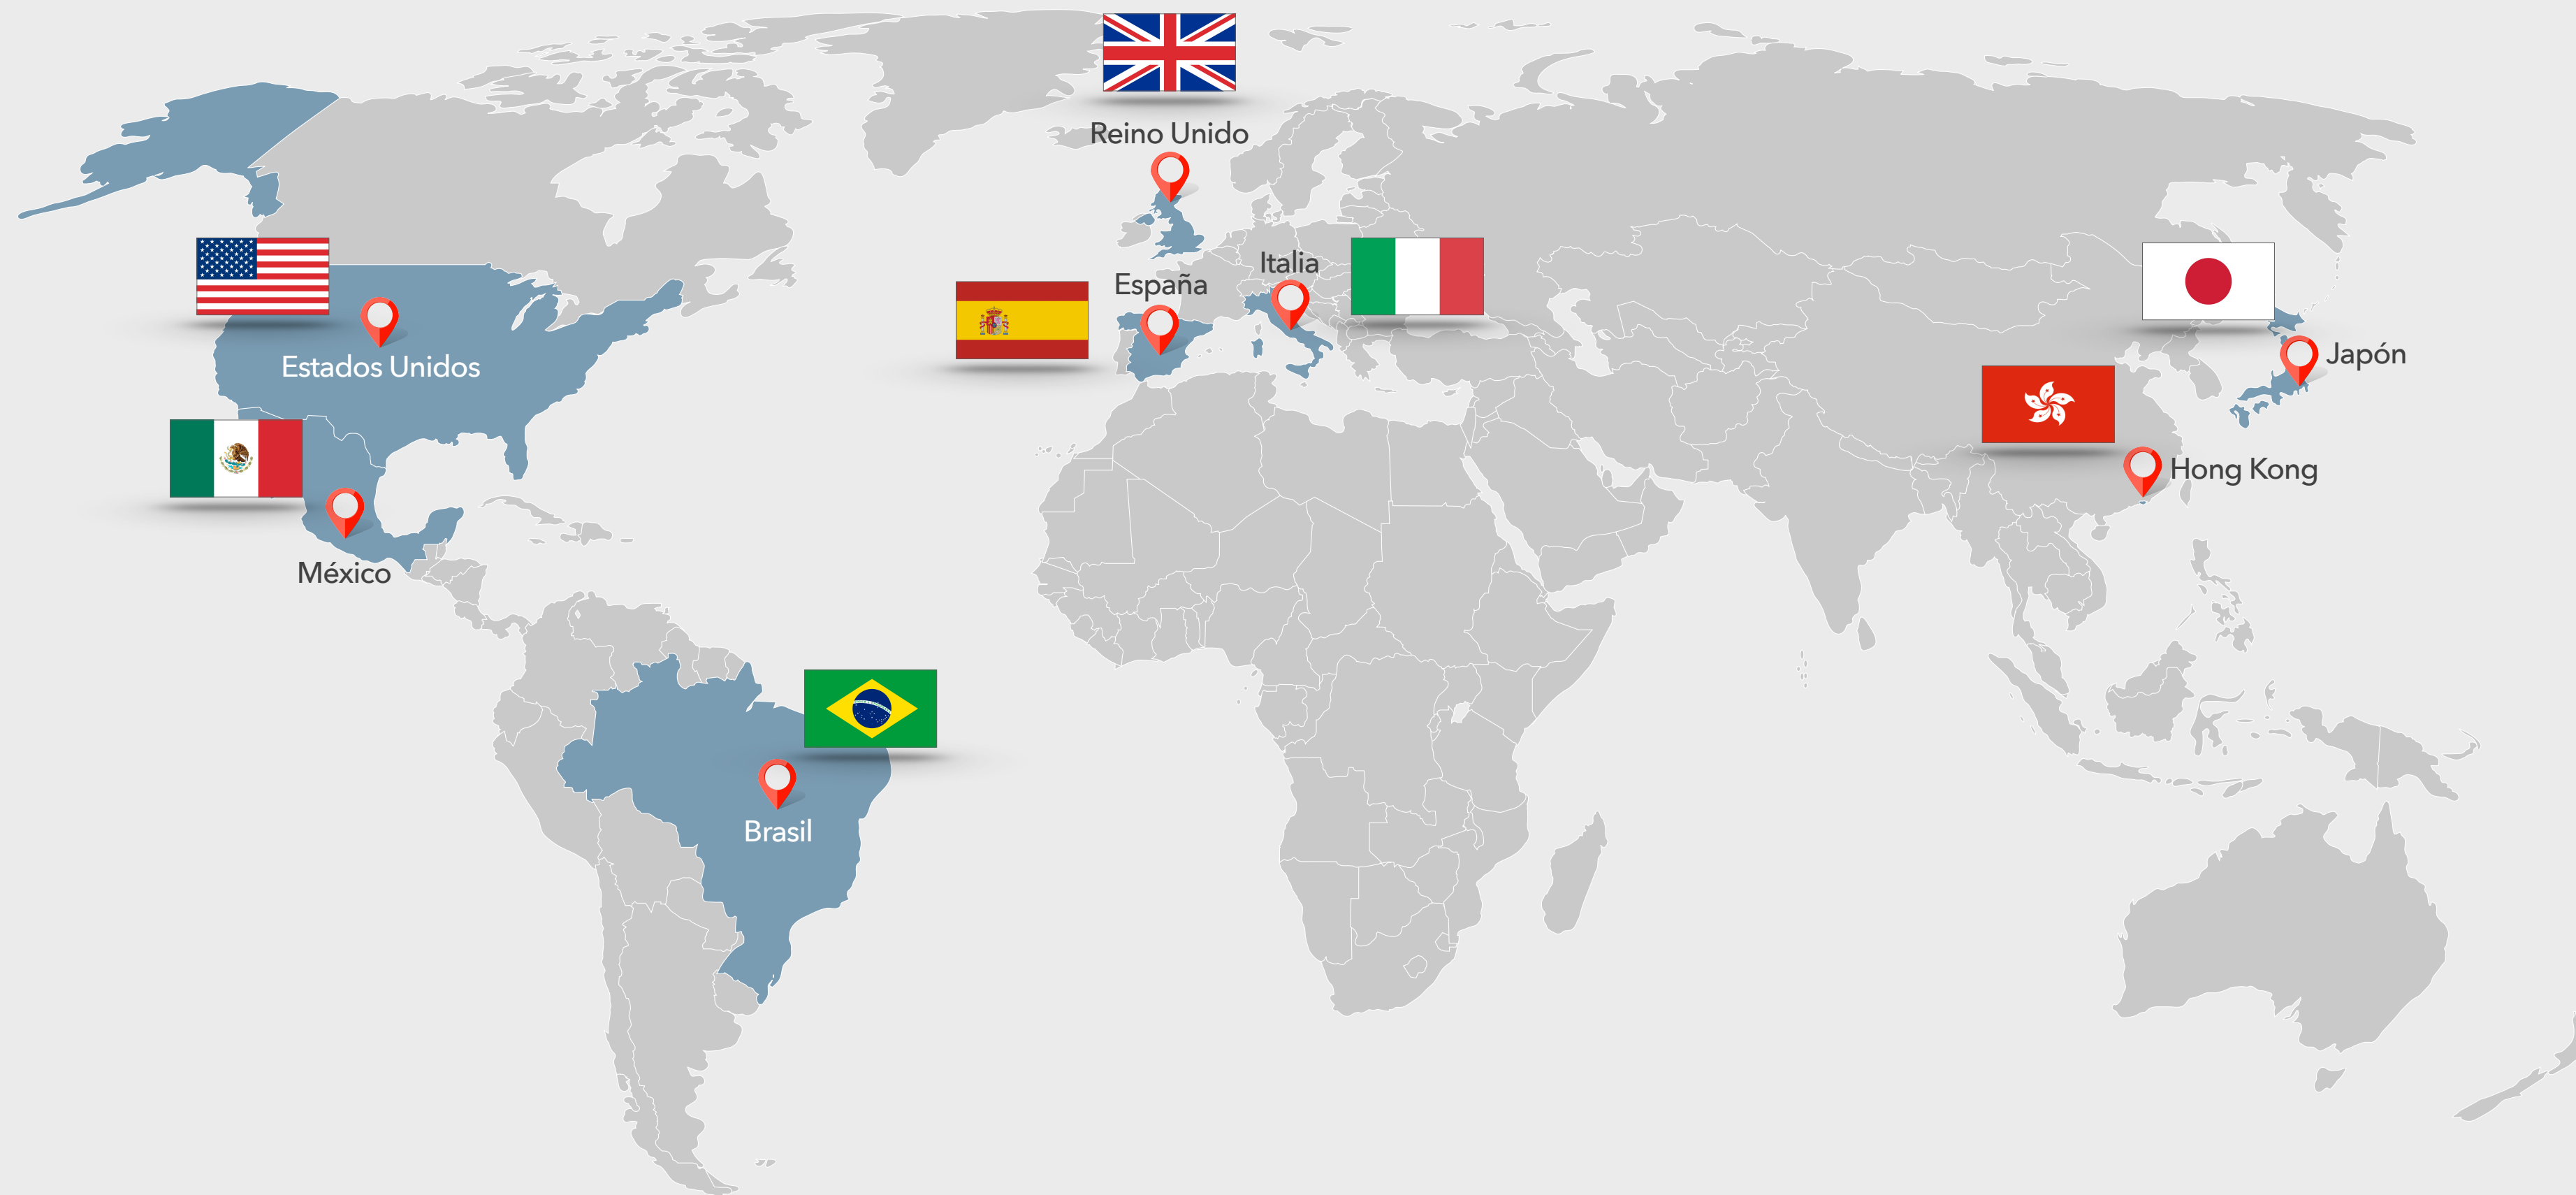 Reino Unido
Italia
España
Estados Unidos
Japón
Hong Kong
México
Brasil